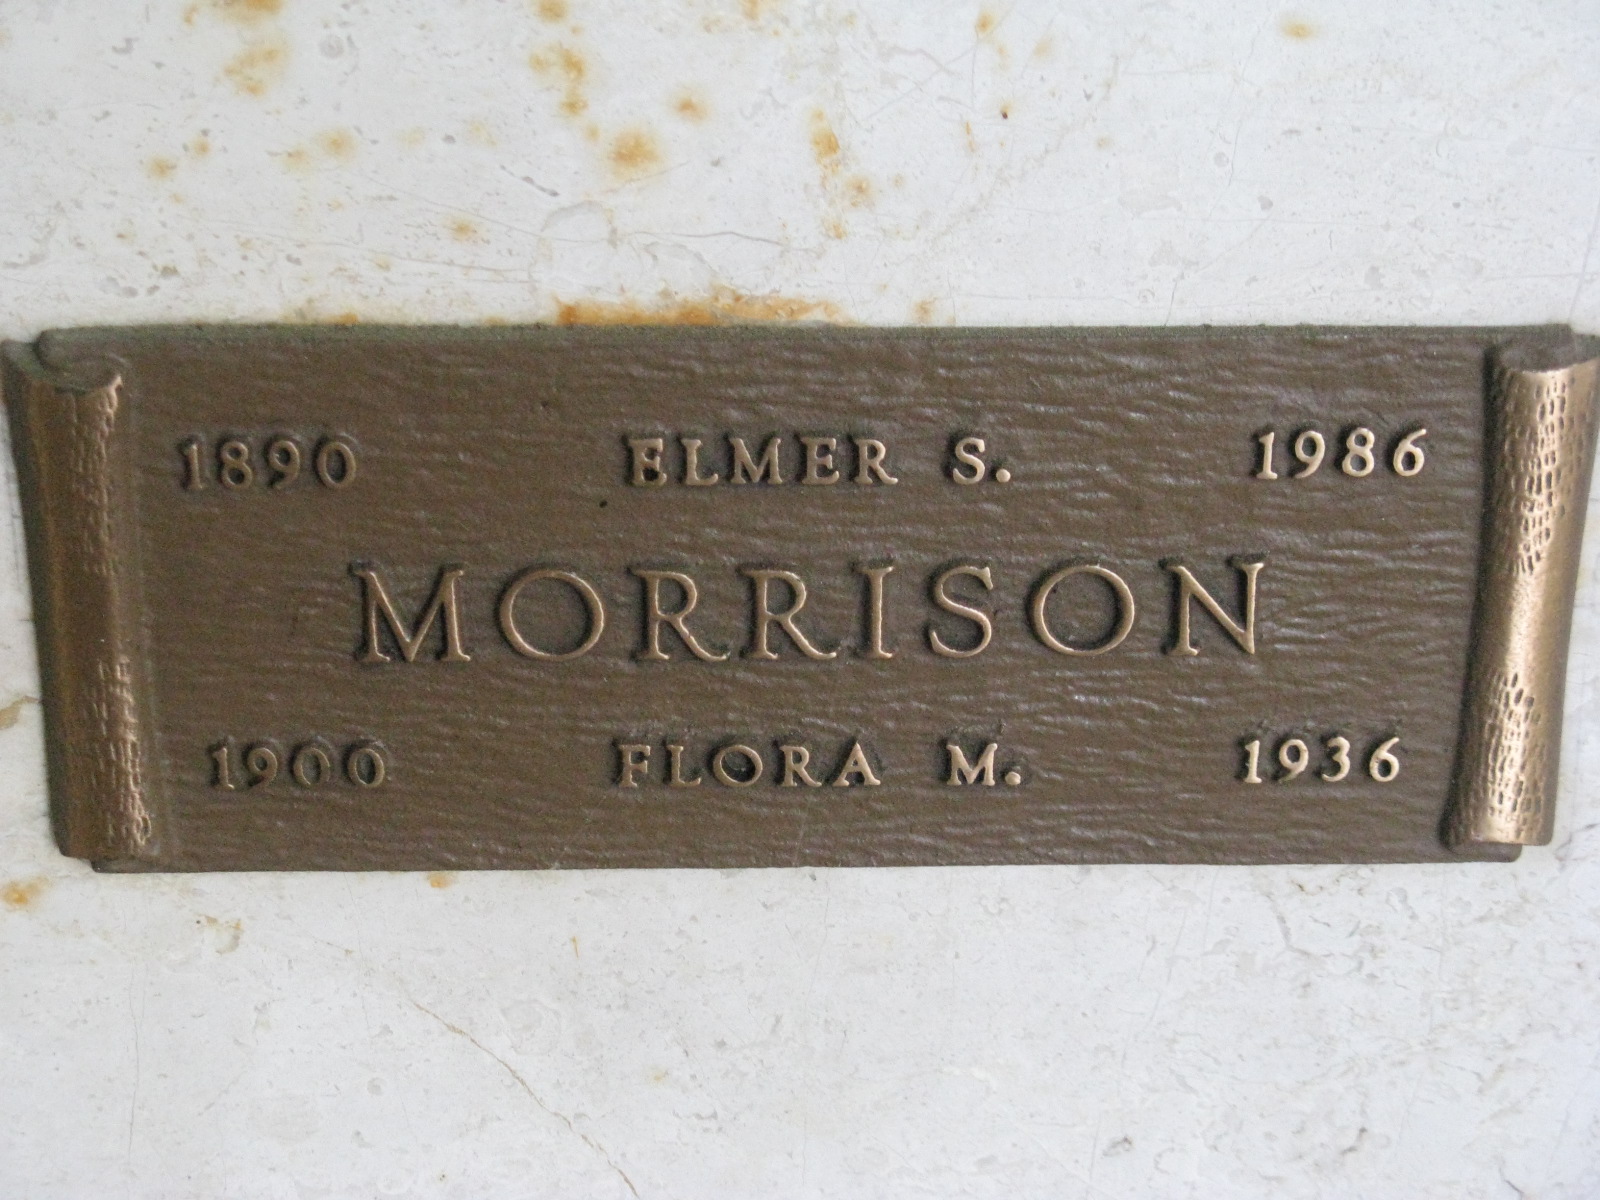 1890 ELMER S. 1986
MORRISON
1900 FLORA M. 1936